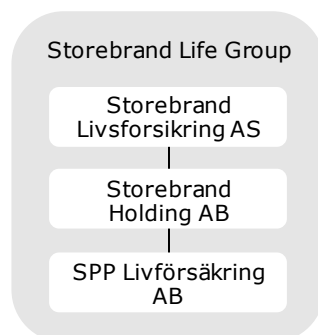 Storebrand Life Group
Storebrand
Livsforsikring AS
Storebrand
Holding AB
SPP Livförsäkring
AB